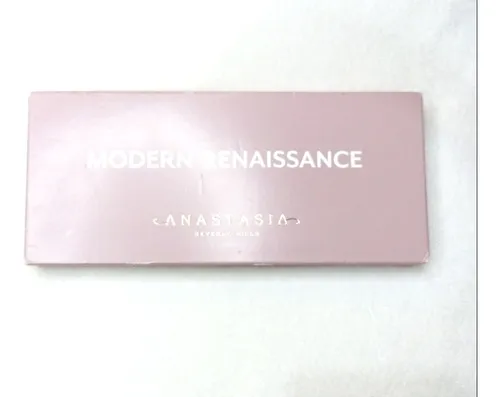 MODERN RENAISSANCE
ANASTASIA
BEVERLY HILLS